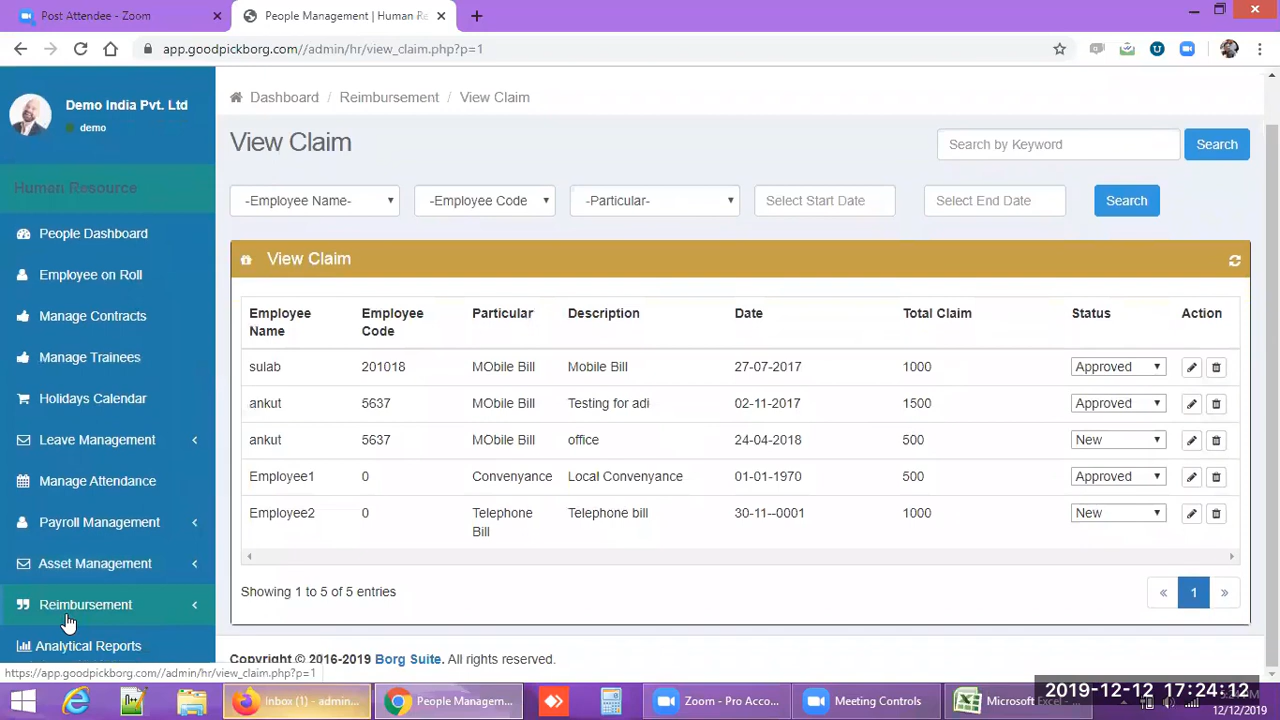 Post Attendee - Zoom
People Management | Human Re
app.goodpickborg.com//admin/hr/view_claim.php?p=1
Demo India Pvt. Ltd
demo
Human Resource
People Dashboard
Employee on Roll
Manage Contracts
Manage Trainees
Holidays Calendar
Leave Management
Manage Attendance
Payroll Management
Asset Management
Reimbursement
Analytical Reports
Dashboard / Reimbursement / View Claim
View Claim
Search by Keyword Search
-Employee Name- -Employee Code -Particular- Select Start Date Select End Date Search
View Claim
Employee Name Employee Code Particular Description Date Total Claim Status Action
sulab 201018 MObile Bill Mobile Bill 27-07-2017 1000 Approved
ankut 5637 MObile Bill Testing for adi 02-11-2017 1500 Approved
ankut 5637 MObile Bill office 24-04-2018 500 New
Employee1 0 Convenyance Local Convenyance 01-01-1970 500 Approved
Employee2 0 Telephone Bill Telephone bill 30-11--0001 1000 New
Showing 1 to 5 of 5 entries
« 1 »
Copyright © 2016-2019 Borg Suite. All rights reserved.
https://app.goodpickborg.com//admin/hr/view_claim.php?p=1
Inbox (1) - admin...
People Managem...
Zoom - Pro Accou...
Meeting Controls
Microsoft Excel
2019-12-12 17:24:12
12/12/2019